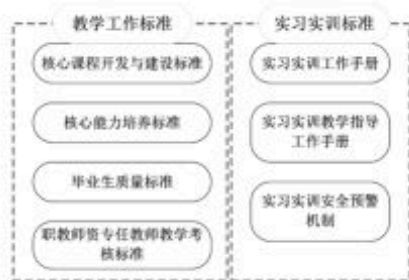 教学工作标准
核心课程开发与建设标准
核心能力培养标准
毕业生质量标准
职教师资专任教师教学考
核标准
实习实训标准
实习实训工作手册
实习实训教学指导
工作手册
实习实训安全预警
机制